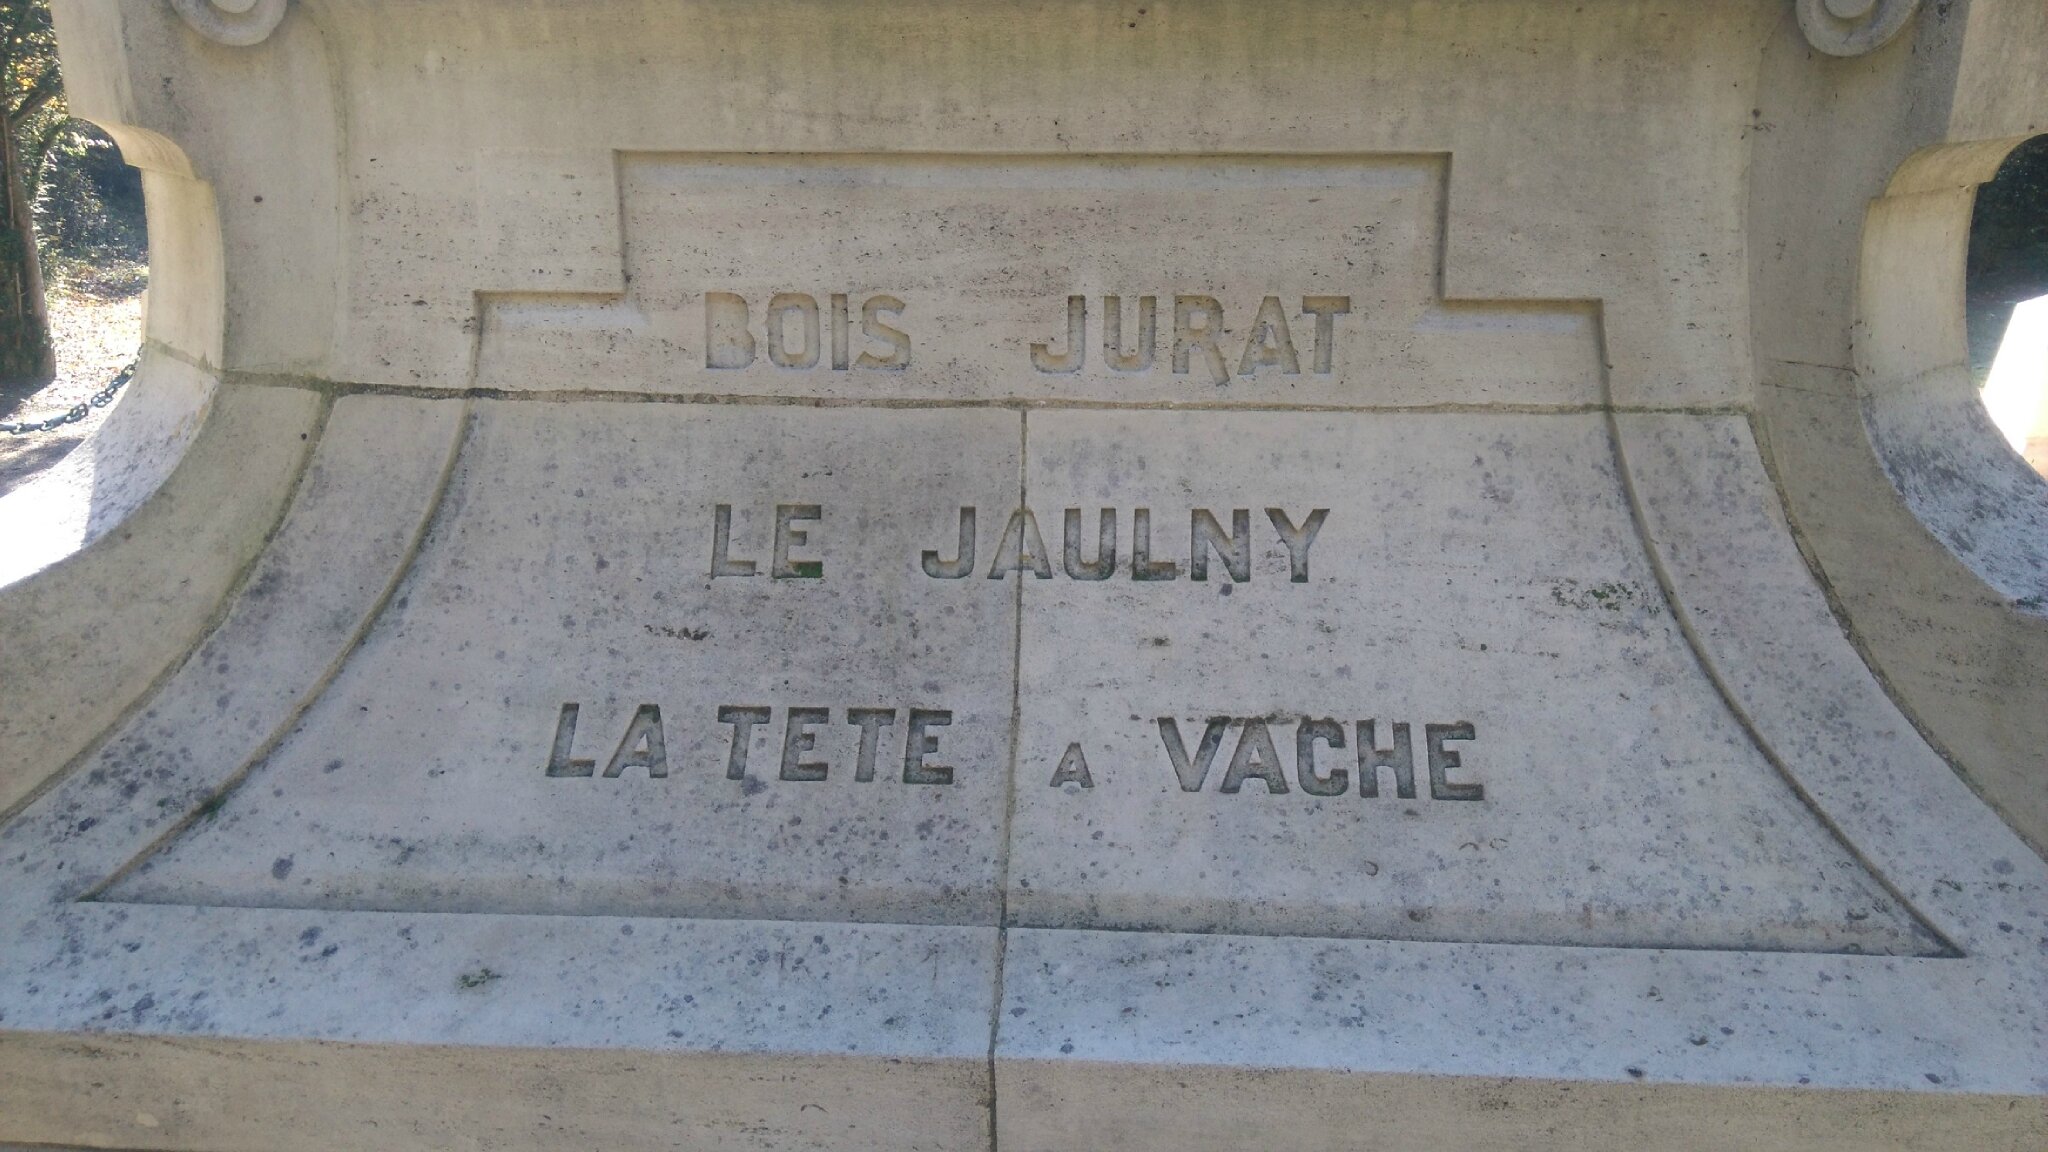 BOIS JURAT
LE JAULNY
LA TETE A VACHE